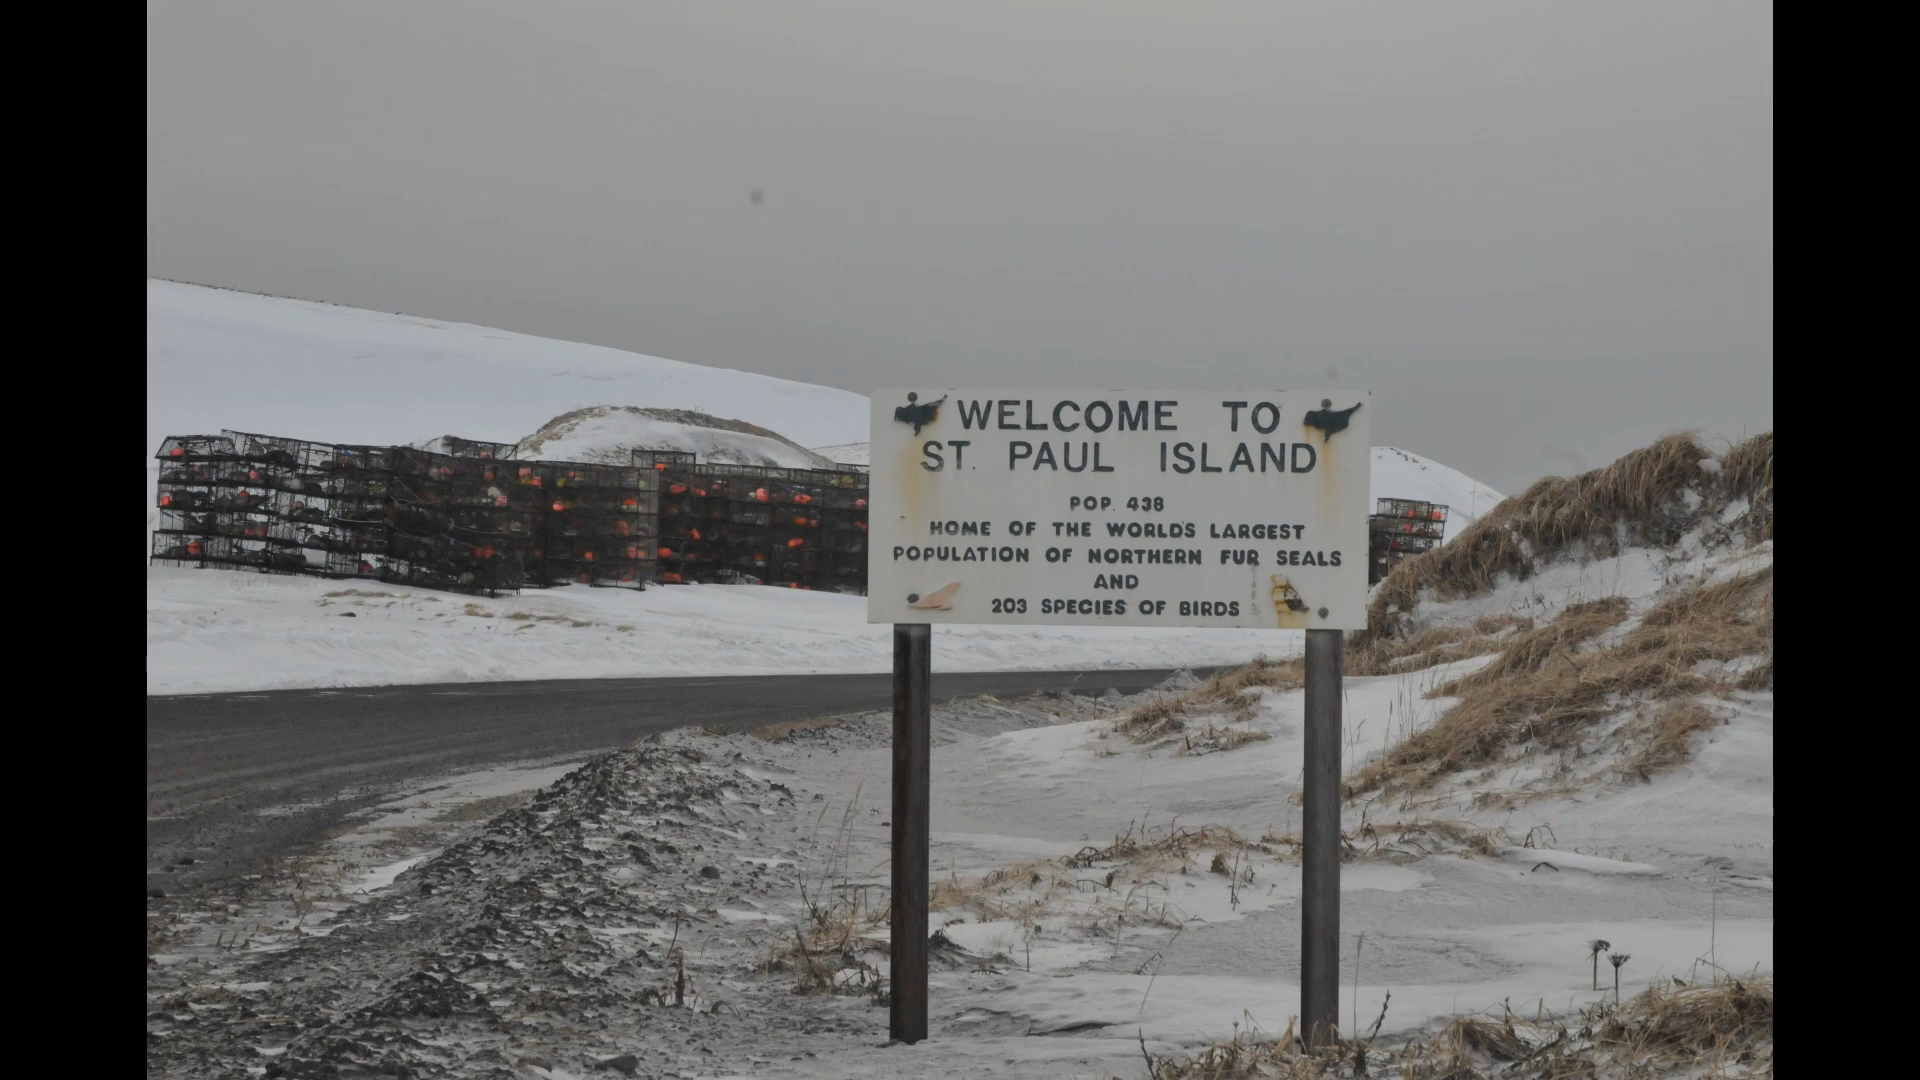 WELCOME TO
ST. PAUL ISLAND
POP. 438
HOME OF THE WORLD'S LARGEST
POPULATION OF NORTHERN FUR SEALS
AND
203 SPECIES OF BIRDS